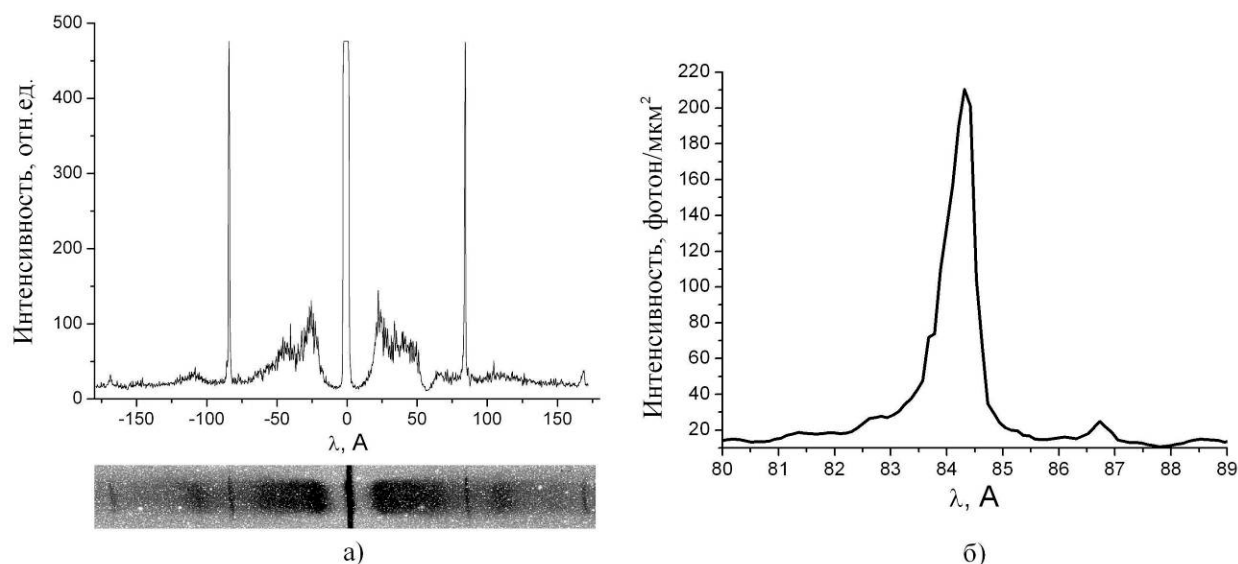 500
400
300
200
100
0
Интенсивность, отн.ед.
-150 -100 -50 0 50 100 150
λ, A
а)
220
200
180
160
140
120
100
80
60
40
20
Интенсивность, фотон/мкм²
80 81 82 83 84 85 86 87 88 89
λ, A
б)